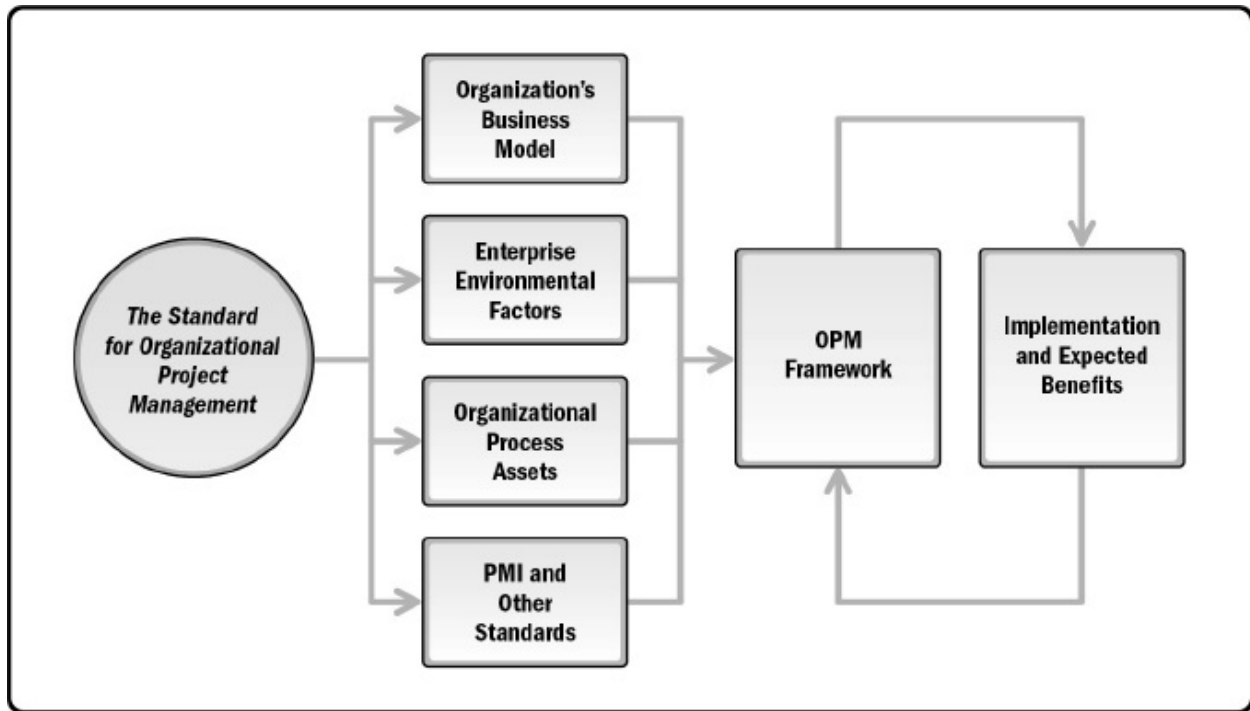 The Standard
for Organizational
Project
Management
Organization’s
Business
Model
Enterprise
Environmental
Factors
Organizational
Process
Assets
PMI and
Other
Standards
OPM
Framework
Implementation
and Expected
Benefits